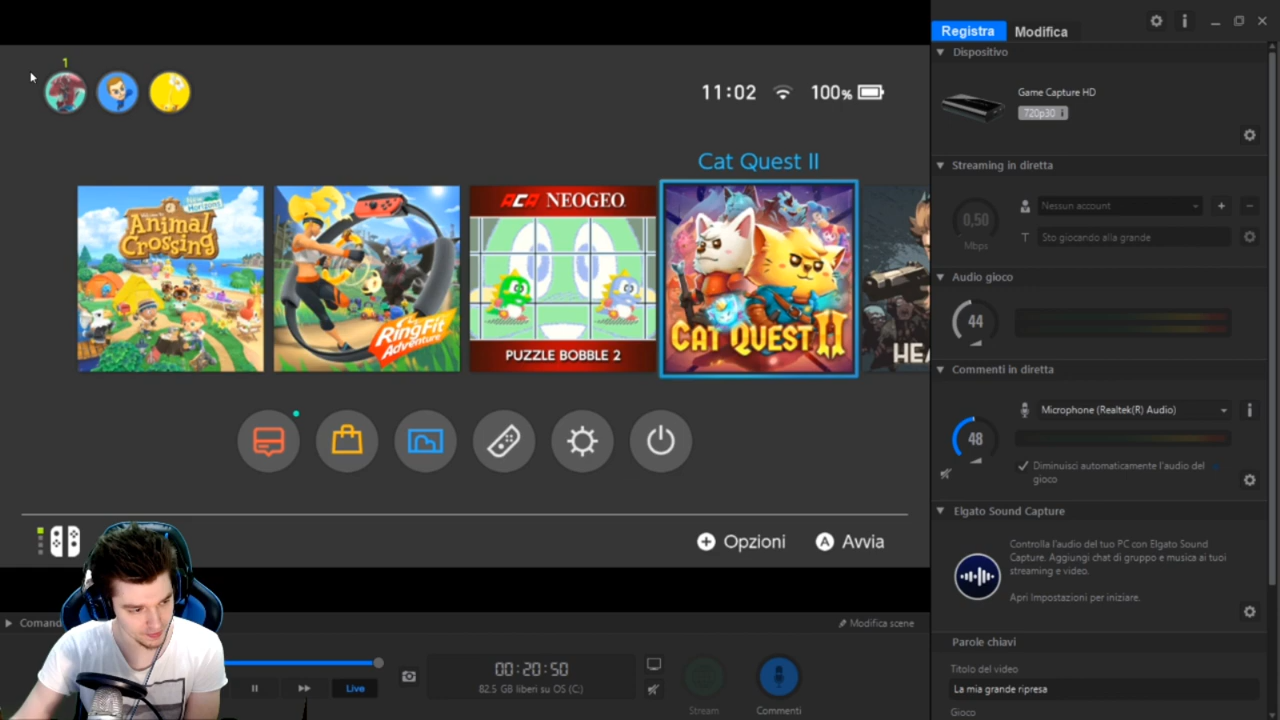 Registra
Modifica
Dispositivo
Game Capture HD
720p30
Streaming in diretta
0,50
Mbps
Nessun account
Sto giocando alla grande
Audio gioco
44
Commenti in diretta
Microphone (Realtek(R) Audio)
48
Diminuisci automaticamente l'audio del
gioco
Elgato Sound Capture
Controlla l'audio del tuo PC con Elgato Sound
Capture. Aggiungi chat di gruppo e musica ai tuoi
streaming e video.
Apri Impostazioni per iniziare.
Parole chiavi
Titolo del video
La mia grande ripresa
Gioco
1
11:02
100%
Cat Quest II
New Horizons
Animal
Crossing
RingFit
Adventure
ACA NEOGEO
PUZZLE BOBBLE 2
CAT QUEST II
HEA
Opzioni
A Avvia
Comand
Modifica scene
Live
00:20:50
82.5 GB liberi su OS (C:)
Stream
Commenti